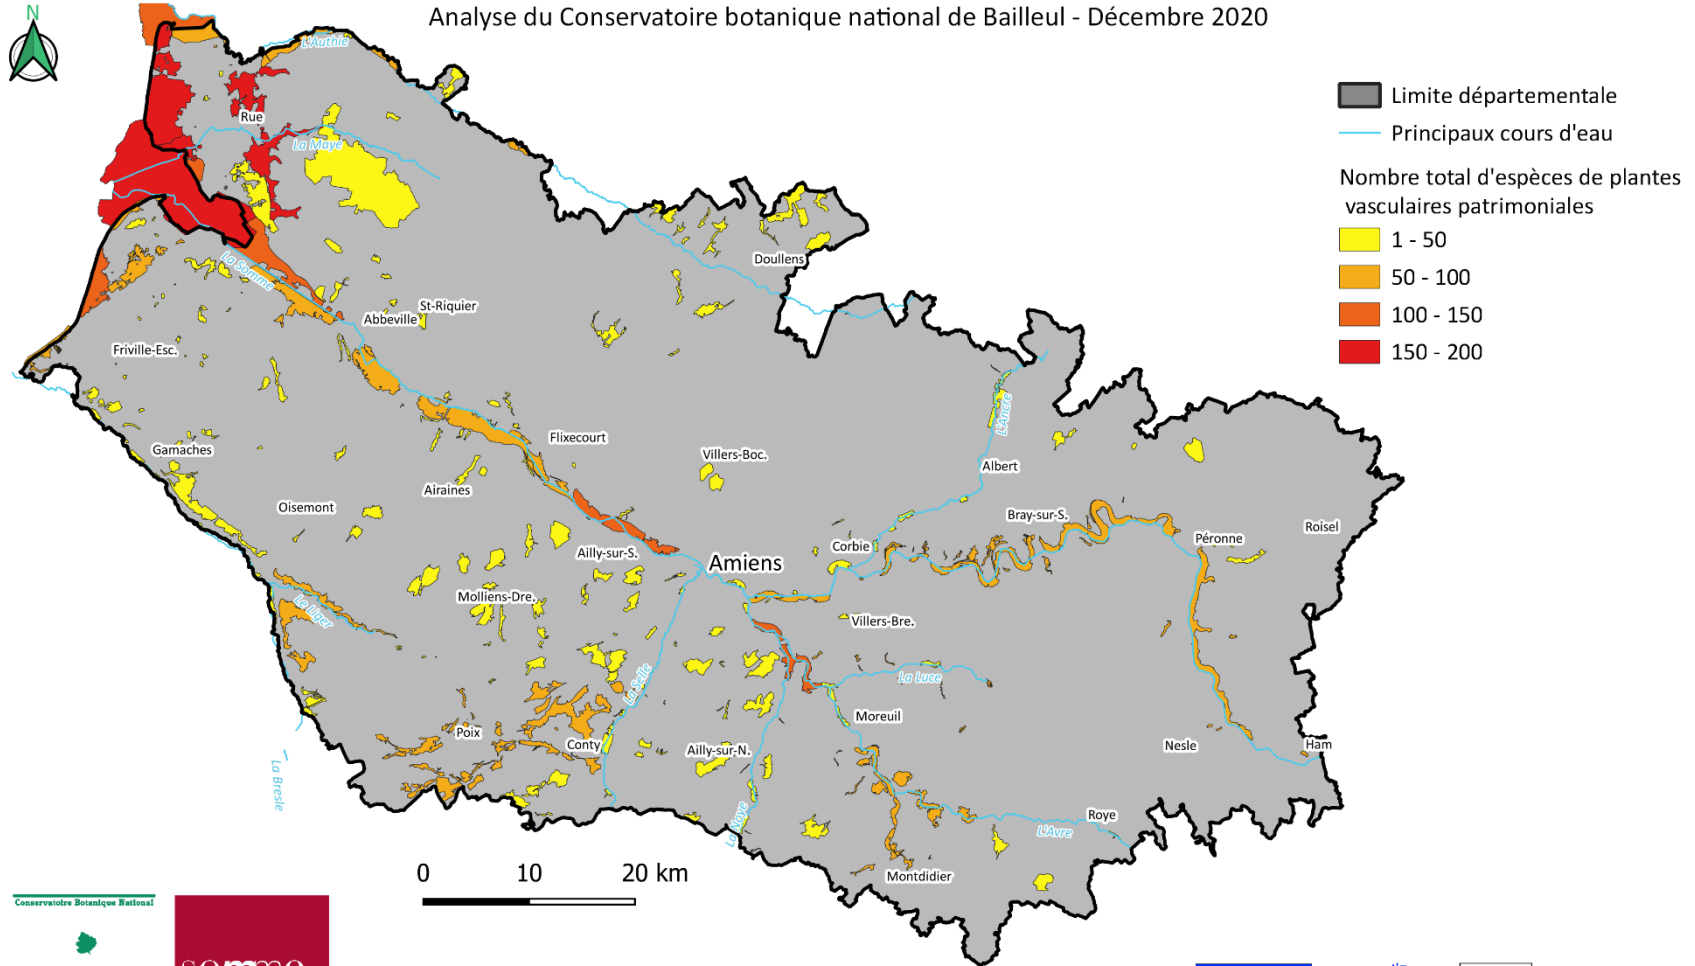 Analyse du Conservatoire botanique national de Bailleul - Décembre 2020
N
Limite départementale
Principaux cours d'eau
Nombre total d'espèces de plantes
vasculaires patrimoniales
1 - 50
50 - 100
100 - 150
150 - 200
L'Authie
Rue
La Maye
La Somme
Doullens
St-Riquier
Abbeville
Friville-Esc.
L'Ancre
Flixecourt
Gamaches
Villers-Boc.
Albert
Airaines
Oisemont
Bray-sur-S.
Roisel
Péronne
Corbie
Ailly-sur-S.
Amiens
Molliens-Dre.
Le Liger
Villers-Bre.
La Luce
La Selle
Moreuil
Poix
Conty
Ailly-sur-N.
Nesle
Ham
La Bresle
La Noye
Roye
L'Avre
Montdidier
0 10 20 km
Conservatoire Botanique National
somme